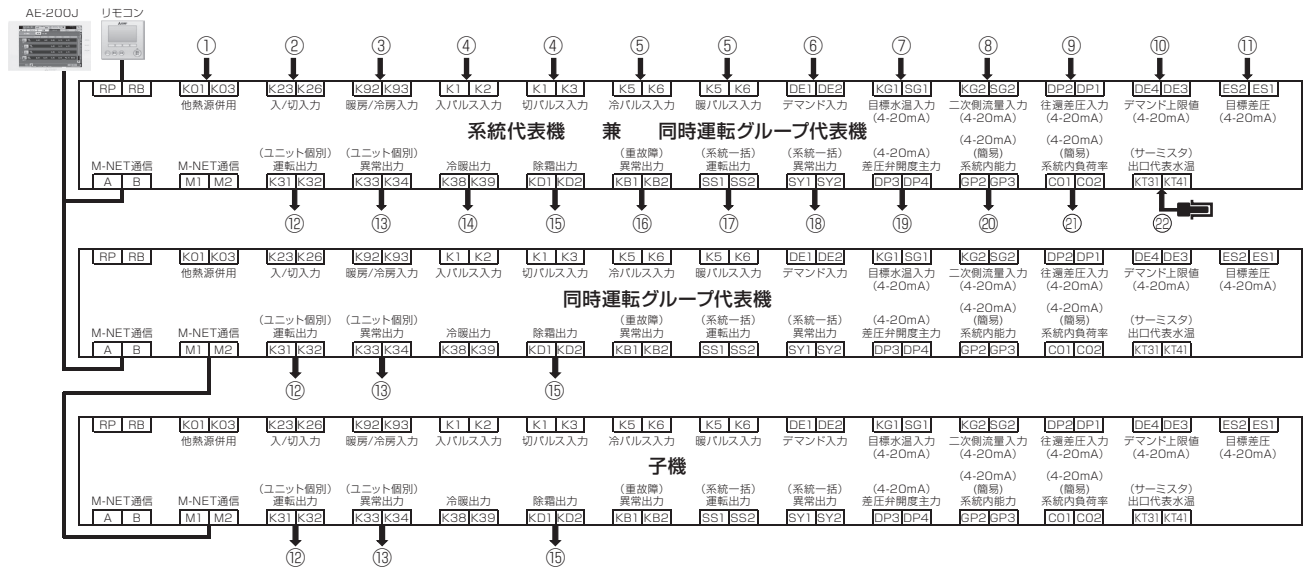 AE-200J リモコン
① ② ③ ④ ④ ⑤ ⑤ ⑥ ⑦ ⑧ ⑨ ⑩ ⑪
RP RB K01 K03 K23 K26 K92 K93 K1 K2 K1 K3 K5 K6 K5 K6 DE1 DE2 KG1 SG1 KG2 SG2 DP2 DP1 DE4 DE3 ES2 ES1
他熱源併用 入/切入力 暖房/冷房入力 入パルス入力 切パルス入力 冷パルス入力 暖パルス入力 デマンド入力 目標水温入力 二次側流量入力 往還差圧入力 デマンド上限値 目標差圧
(4-20mA) (4-20mA) (4-20mA) (4-20mA) (4-20mA)
系統代表機 兼 同時運転グループ代表機
(4-20mA) (4-20mA)
(ユニット個別) (ユニット個別) (重故障) (系統一括) (系統一括) (4-20mA) (簡易) (簡易) (サーミスタ)
M-NET通信 M-NET通信 運転出力 異常出力 冷暖出力 除霜出力 異常出力 運転出力 異常出力 差圧弁開度主力 系統内能力 系統内負荷率 出口代表水温
A B M1 M2 K31 K32 K33 K34 K38 K39 KD1 KD2 KB1 KB2 SS1 SS2 SY1 SY2 DP3 DP4 GP2 GP3 CO1 CO2 KT31 KT41
⑫ ⑬ ⑭ ⑮ ⑯ ⑰ ⑱ ⑲ ⑳ ㉑ ㉒
RP RB K01 K03 K23 K26 K92 K93 K1 K2 K1 K3 K5 K6 K5 K6 DE1 DE2 KG1 SG1 KG2 SG2 DP2 DP1 DE4 DE3 ES2 ES1
他熱源併用 入/切入力 暖房/冷房入力 入パルス入力 切パルス入力 冷パルス入力 暖パルス入力 デマンド入力 目標水温入力 二次側流量入力 往還差圧入力 デマンド上限値 目標差圧
(4-20mA) (4-20mA) (4-20mA) (4-20mA) (4-20mA)
同時運転グループ代表機
(4-20mA) (4-20mA)
(ユニット個別) (ユニット個別) (重故障) (系統一括) (系統一括) (4-20mA) (簡易) (簡易) (サーミスタ)
M-NET通信 M-NET通信 運転出力 異常出力 冷暖出力 除霜出力 異常出力 運転出力 異常出力 差圧弁開度主力 系統内能力 系統内負荷率 出口代表水温
A B M1 M2 K31 K32 K33 K34 K38 K39 KD1 KD2 KB1 KB2 SS1 SS2 SY1 SY2 DP3 DP4 GP2 GP3 CO1 CO2 KT31 KT41
⑫ ⑬ ⑮
RP RB K01 K03 K23 K26 K92 K93 K1 K2 K1 K3 K5 K6 K5 K6 DE1 DE2 KG1 SG1 KG2 SG2 DP2 DP1 DE4 DE3 ES2 ES1
他熱源併用 入/切入力 暖房/冷房入力 入パルス入力 切パルス入力 冷パルス入力 暖パルス入力 デマンド入力 目標水温入力 二次側流量入力 往還差圧入力 デマンド上限値 目標差圧
(4-20mA) (4-20mA) (4-20mA) (4-20mA) (4-20mA)
子機
(4-20mA) (4-20mA)
(ユニット個別) (ユニット個別) (重故障) (系統一括) (系統一括) (4-20mA) (簡易) (簡易) (サーミスタ)
M-NET通信 M-NET通信 運転出力 異常出力 冷暖出力 除霜出力 異常出力 運転出力 異常出力 差圧弁開度主力 系統内能力 系統内負荷率 出口代表水温
A B M1 M2 K31 K32 K33 K34 K38 K39 KD1 KD2 KB1 KB2 SS1 SS2 SY1 SY2 DP3 DP4 GP2 GP3 CO1 CO2 KT31 KT41
⑫ ⑬ ⑮